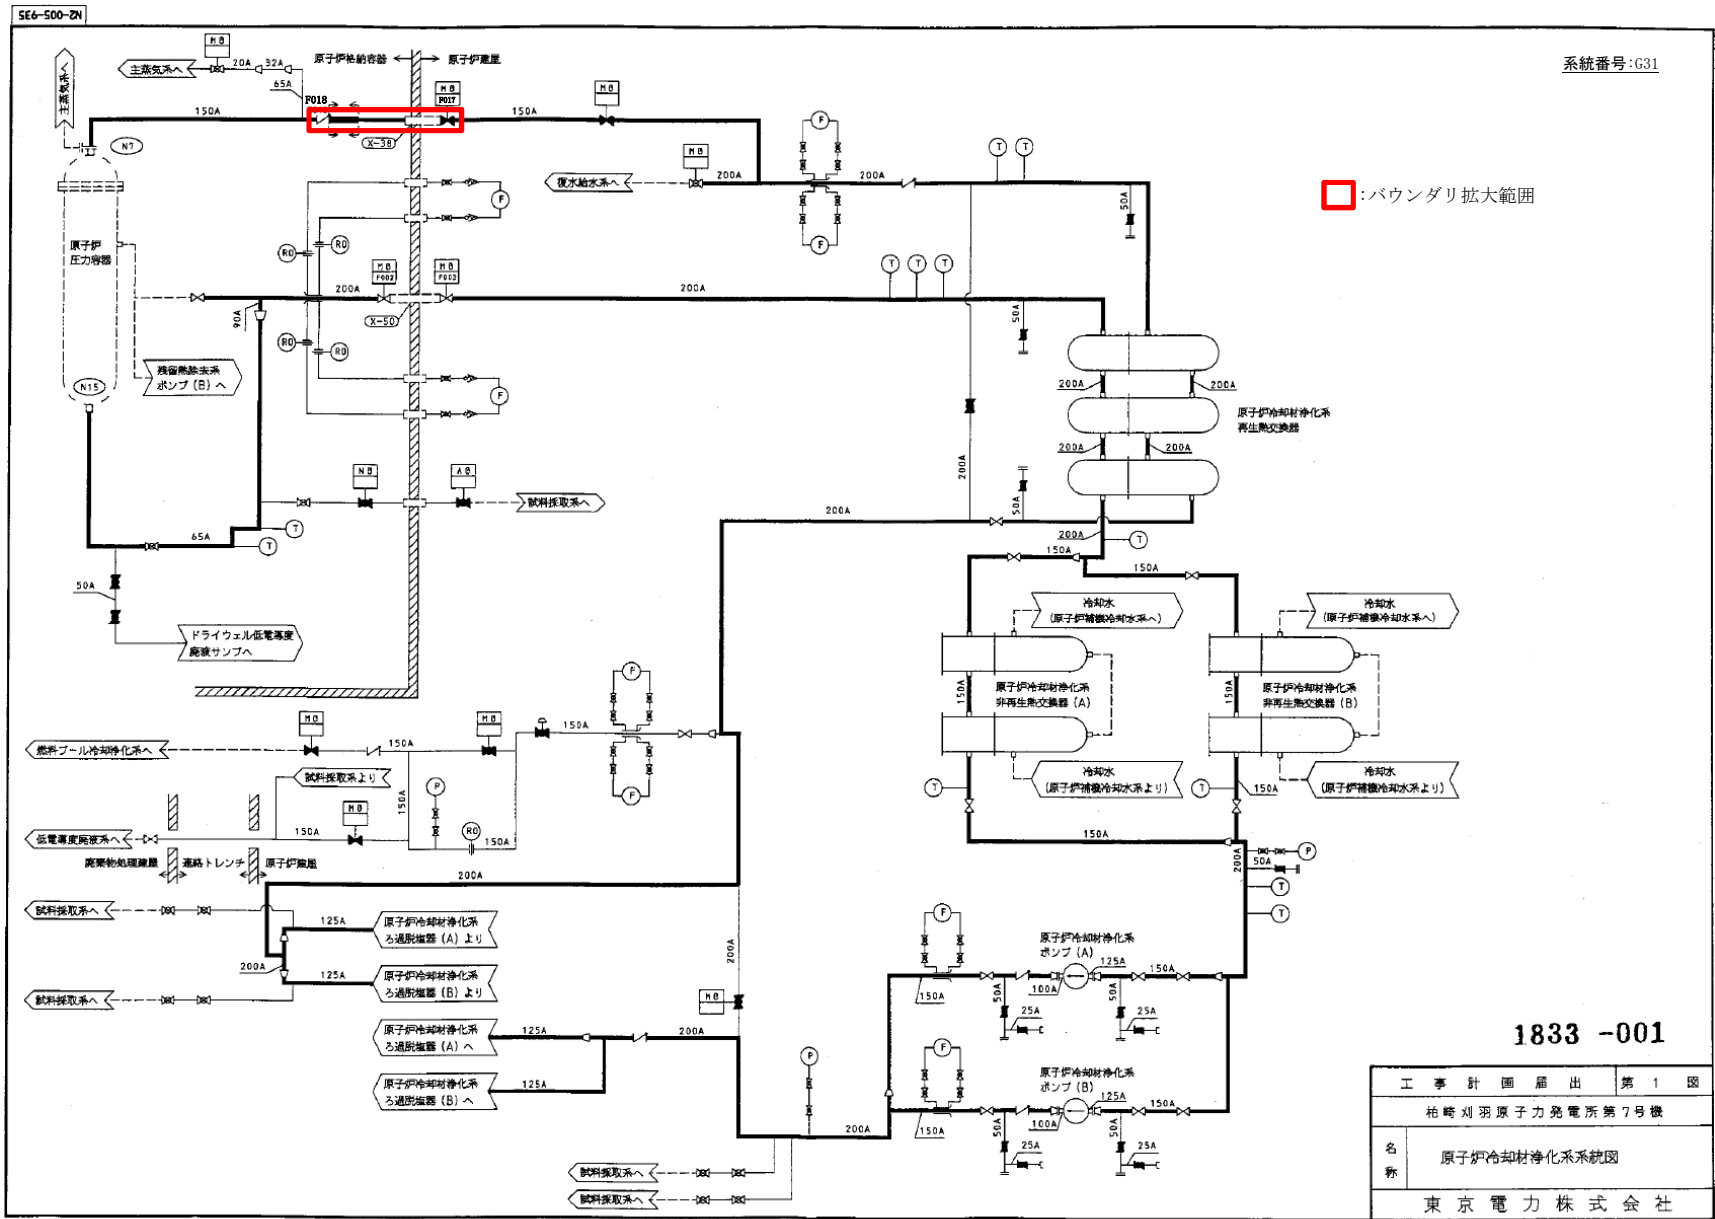 N2-005-93S
系統番号:G31
:バウンダリ拡大範囲
MO
20A
32A
65A
主蒸気系へ
主蒸気系へ
原子炉格納容器
原子炉建屋
F018
MO
F017
MO
150A
150A
X-38
N7
MO
復水給水系へ
200A
200A
F
F
T
T
50A
F
RO
RO
原子炉
圧力容器
MO
F002
MO
F003
200A
200A
T
T
T
90A
X-50
50A
RO
RO
残留熱除去系
ポンプ (B) へ
N15
F
200A
200A
原子炉冷却材浄化系
再生熱交換器
200A
200A
NO
AO
試料採取系へ
200A
50A
200A
200A
65A
T
T
T
150A
150A
50A
ドライウェル低電導度
廃液サンプへ
冷却水
(原子炉補機冷却水系へ)
冷却水
(原子炉補機冷却水系へ)
F
F
150A
原子炉冷却材浄化系
非再生熱交換器 (A)
150A
原子炉冷却材浄化系
非再生熱交換器 (B)
MO
MO
150A
燃料プール冷却浄化系へ
150A
試料採取系より
冷却水
(原子炉補機冷却水系より)
冷却水
(原子炉補機冷却水系より)
T
T
150A
P
150A
MO
RO
低電導度廃液系へ
150A
150A
150A
廃棄物処理建屋
連絡トレンチ
原子炉建屋
200A
200A
P
50A
T
T
試料採取系へ
125A
原子炉冷却材浄化系
ろ過脱塩器 (A) より
200A
125A
原子炉冷却材浄化系
ろ過脱塩器 (B) より
試料採取系へ
200A
MO
F
原子炉冷却材浄化系
ポンプ (A)
125A
150A
150A
100A
50A
25A
50A
25A
原子炉冷却材浄化系
ろ過脱塩器 (A) へ
125A
200A
原子炉冷却材浄化系
ろ過脱塩器 (B) へ
125A
P
F
原子炉冷却材浄化系
ポンプ (B)
125A
150A
150A
100A
200A
50A
25A
50A
25A
試料採取系へ
試料採取系へ
1833 -001
工事計画届出 第1図
柏崎刈羽原子力発電所第7号機
名称 原子炉冷却材浄化系系統図
東京電力株式会社